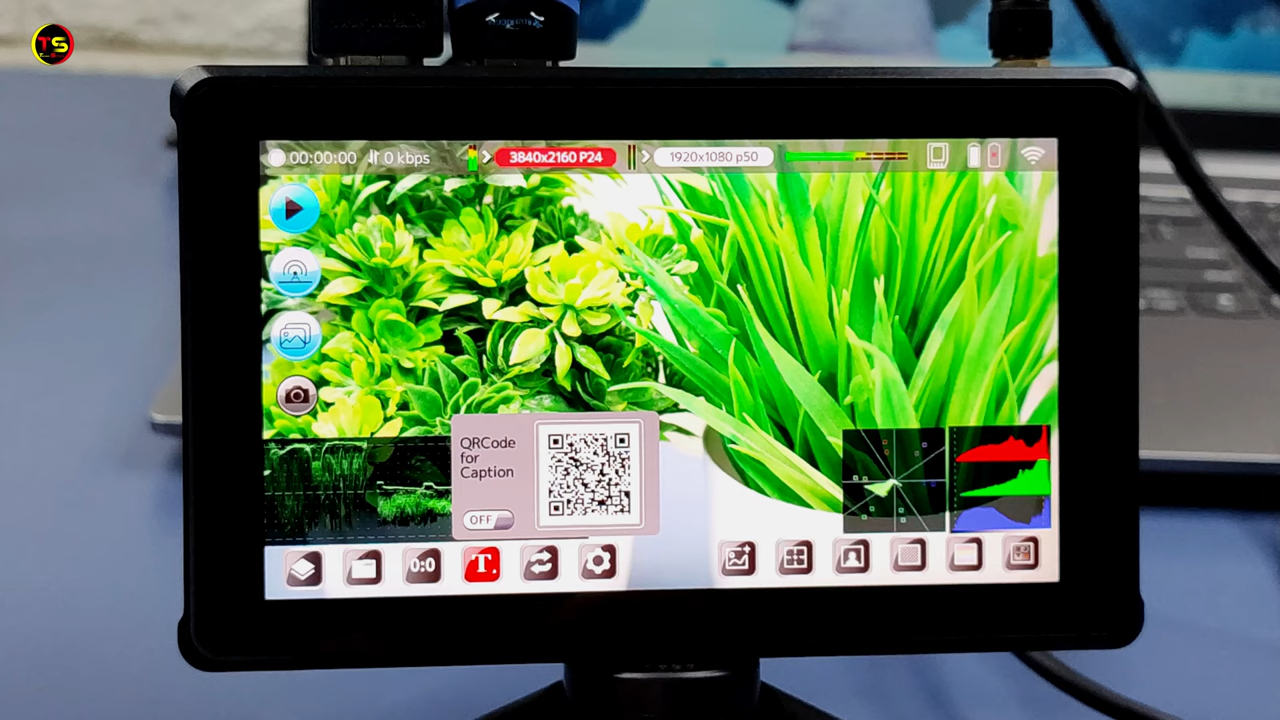 TS
00:00:00 0 kbps 3840x2160 P24 1920x1080 p50
QRCode
for
Caption
OFF
0:0
T.